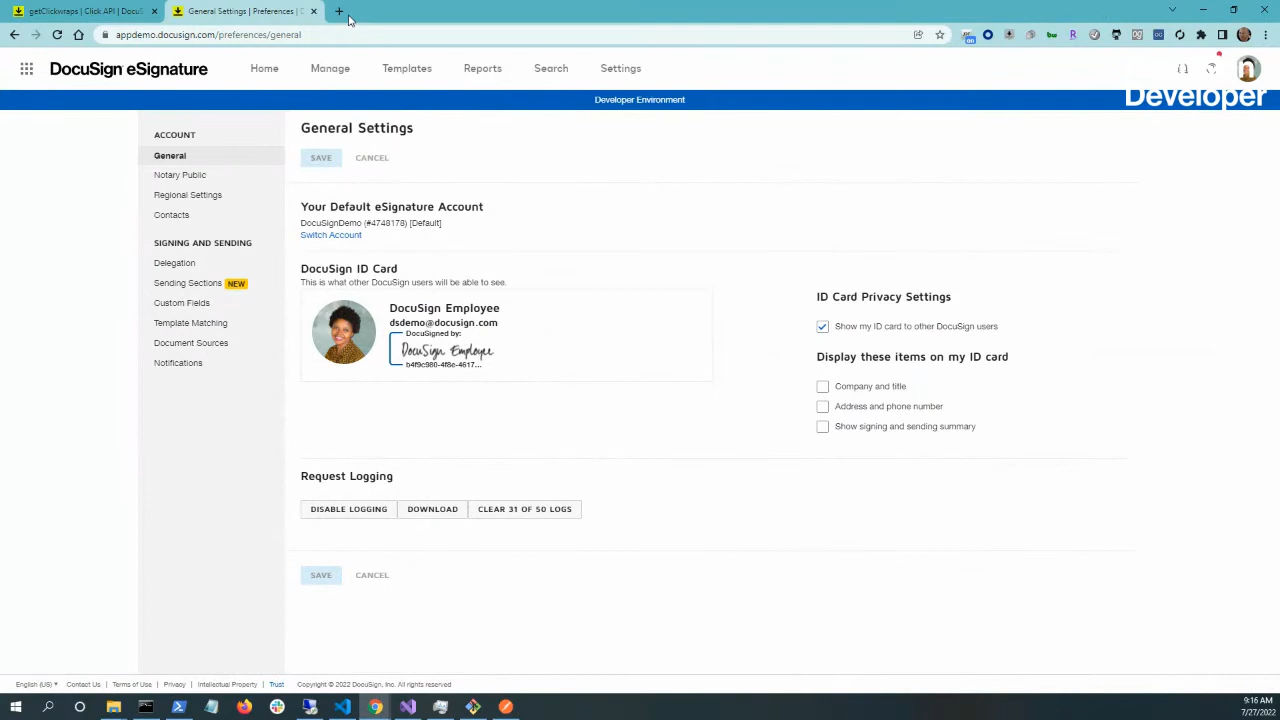 getClickwraps | Click API | DocuS
General Settings | Preferences | D
appdemo.docusign.com/preferences/general
DocuSign eSignature
Home
Manage
Templates
Reports
Search
Settings
Developer Environment
Developer
ACCOUNT
General
Notary Public
Regional Settings
Contacts
SIGNING AND SENDING
Delegation
Sending Sections NEW
Custom Fields
Template Matching
Document Sources
Notifications
General Settings
SAVE
CANCEL
Your Default eSignature Account
DocuSignDemo (#4748178) [Default]
Switch Account
DocuSign ID Card
This is what other DocuSign users will be able to see.
DocuSign Employee
dsdemo@docusign.com
DocuSigned by:
DocuSign Employee
b4f9c980-4f8e-4617...
ID Card Privacy Settings
Show my ID card to other DocuSign users
Display these items on my ID card
Company and title
Address and phone number
Show signing and sending summary
Request Logging
DISABLE LOGGING
DOWNLOAD
CLEAR 31 OF 50 LOGS
SAVE
CANCEL
English (US) ▾ Contact Us | Terms of Use | Privacy | Intellectual Property | Trust Copyright © 2022 DocuSign, Inc. All rights reserved
9:16 AM
7/27/2022